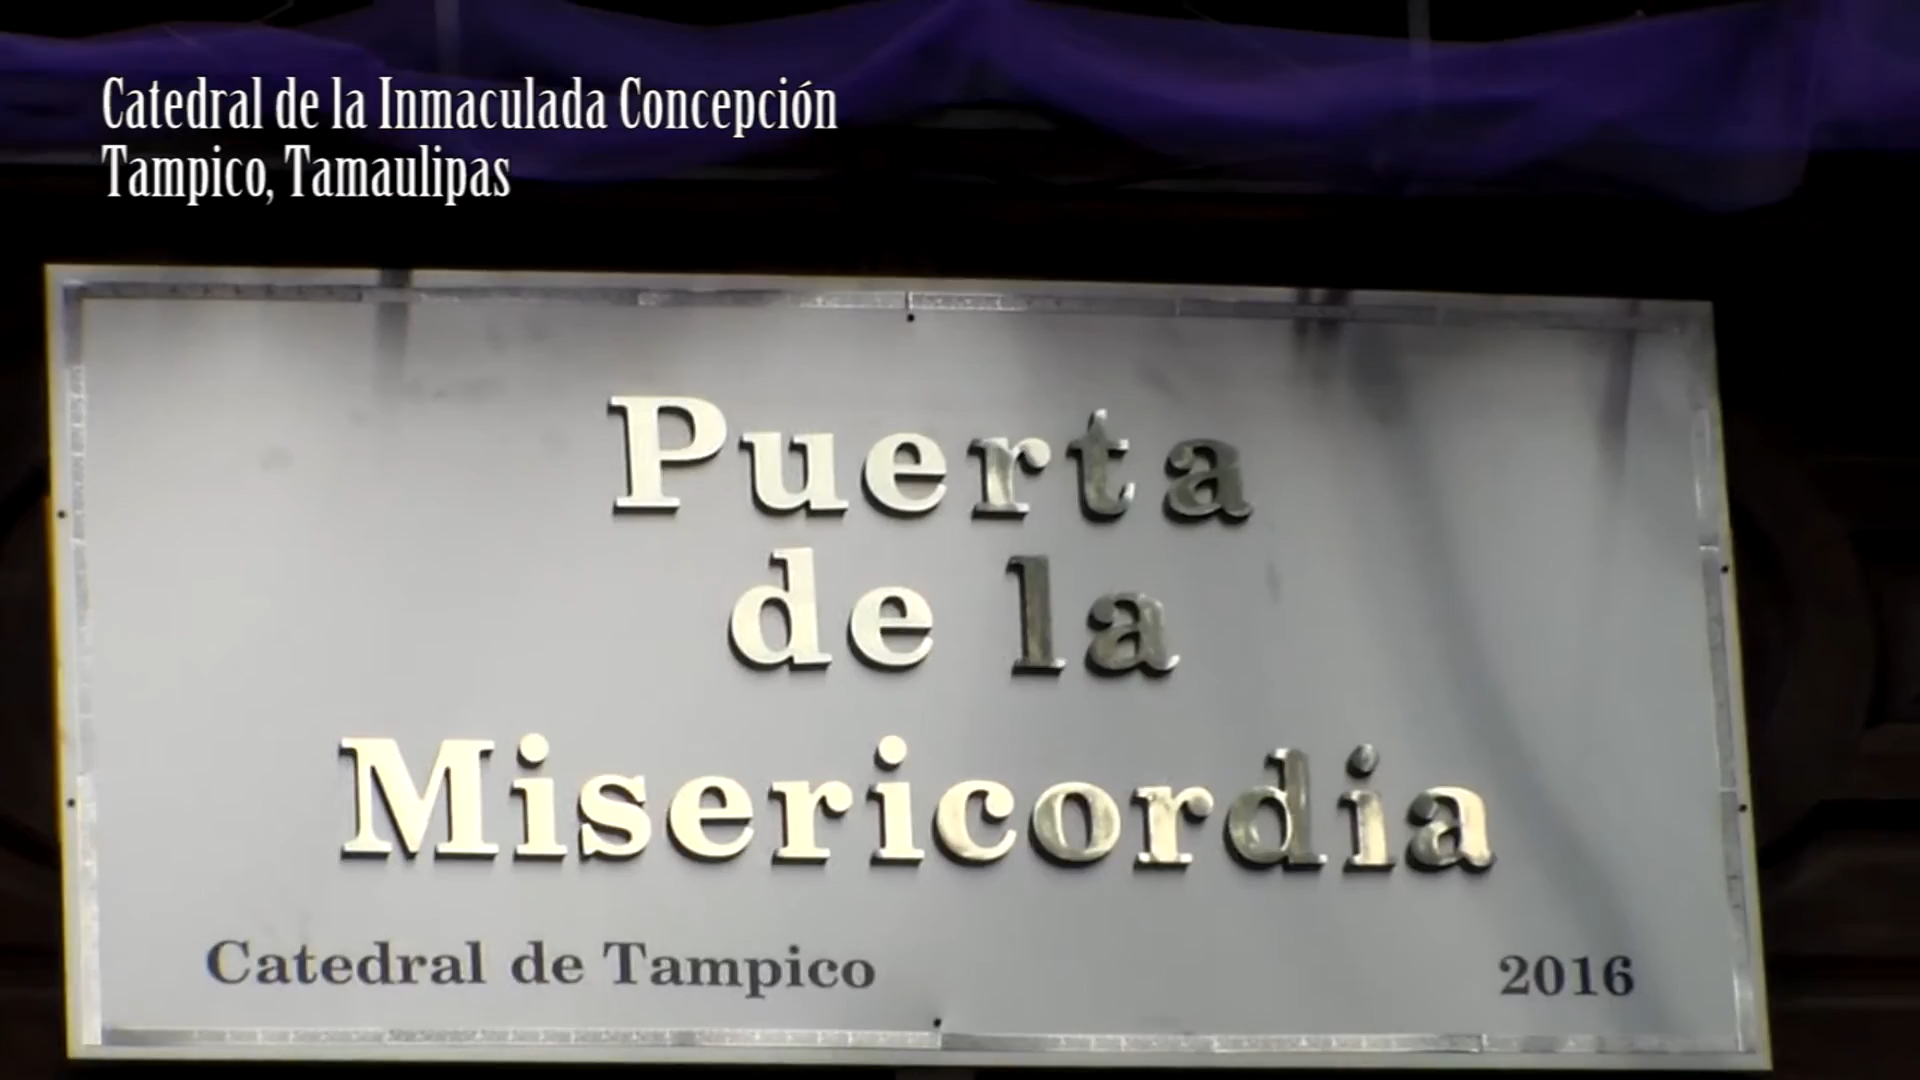 Catedral de la Inmaculada Concepción
Tampico, Tamaulipas
Puerta
de la
Misericordia
Catedral de Tampico
2016